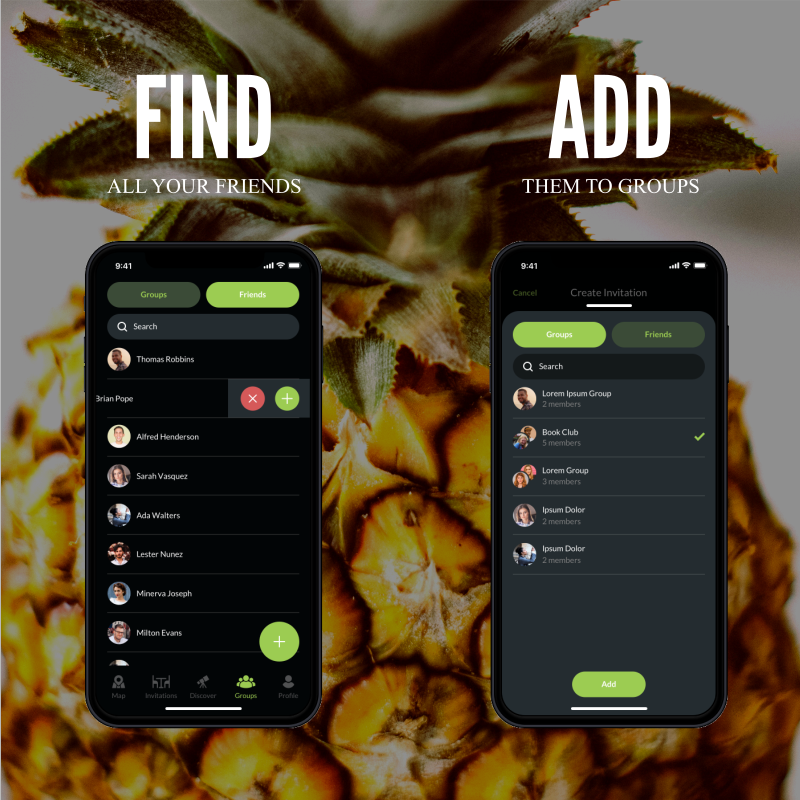 FIND
ALL YOUR FRIENDS
ADD
THEM TO GROUPS
9:41
Groups
Friends
Search
Thomas Robbins
Brian Pope
Alfred Henderson
Sarah Vasquez
Ada Walters
Lester Nunez
Minerva Joseph
Milton Evans
Map
Invitations
Discover
Groups
Profile
9:41
Cancel
Create Invitation
Groups
Friends
Search
Lorem Ipsum Group
2 members
Book Club
5 members
Lorem Group
3 members
Ipsum Dolor
2 members
Ipsum Dolor
2 members
Add